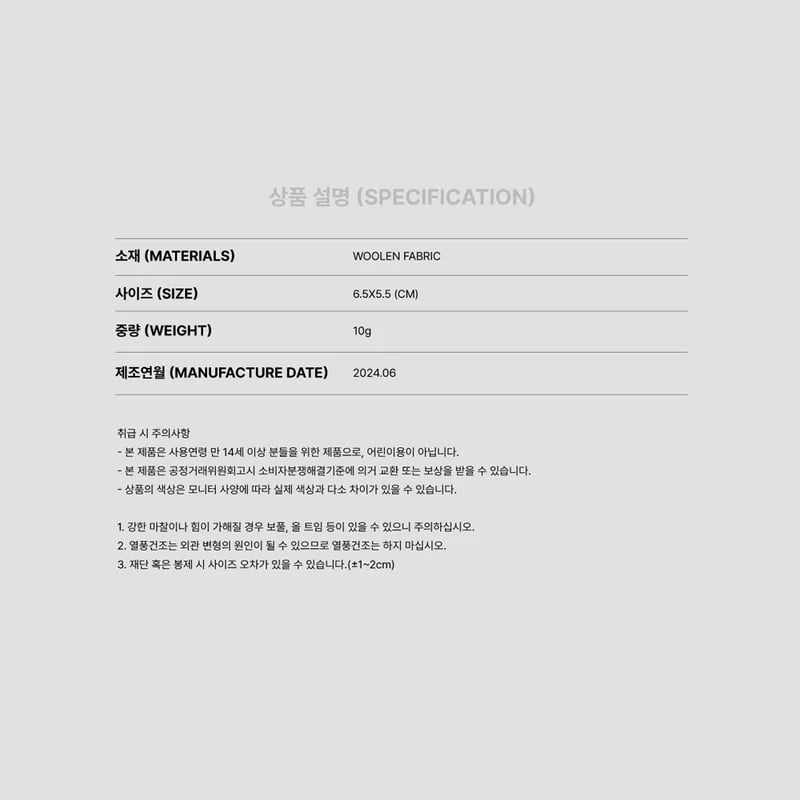 상품 설명 (SPECIFICATION)
소재 (MATERIALS) WOOLEN FABRIC
사이즈 (SIZE) 6.5X5.5 (CM)
중량 (WEIGHT) 10g
제조연월 (MANUFACTURE DATE) 2024.06
취급 시 주의사항
- 본 제품은 사용연령 만 14세 이상 분들을 위한 제품으로, 어린이용이 아닙니다.
- 본 제품은 공정거래위원회고시 소비자분쟁해결기준에 의거 교환 또는 보상을 받을 수 있습니다.
- 상품의 색상은 모니터 사양에 따라 실제 색상과 다소 차이가 있을 수 있습니다.
1. 강한 마찰이나 힘이 가해질 경우 보풀, 올 트임 등이 있을 수 있으니 주의하십시오.
2. 열풍건조는 외관 변형의 원인이 될 수 있으므로 열풍건조는 하지 마십시오.
3. 재단 혹은 봉제 시 사이즈 오차가 있을 수 있습니다.(±1~2cm)